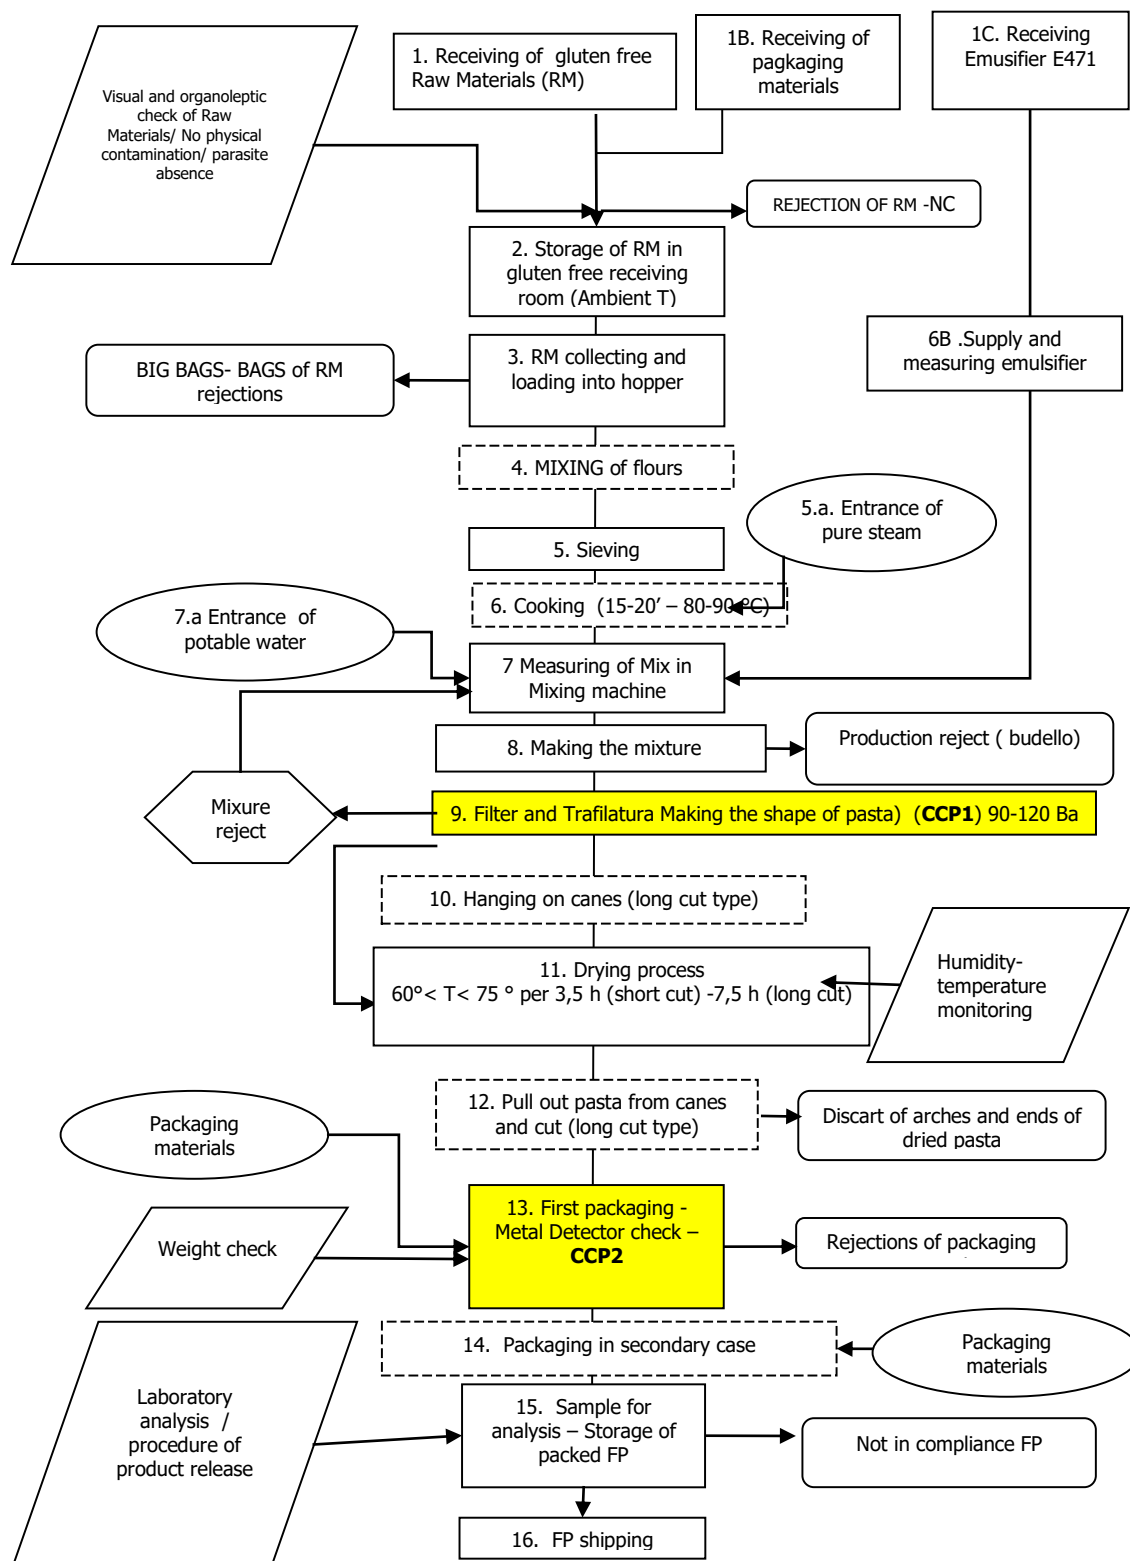 1. Receiving of  gluten free
Raw Materials (RM)
1B. Receiving of
pagkaging
materials
1C. Receiving
Emusifier E471
Visual and organoleptic
check of Raw
Materials/ No physical
contamination/ parasite
absence
REJECTION OF RM -NC
2. Storage of RM in
gluten free receiving
room (Ambient T)
6B .Supply and
measuring emulsifier
BIG BAGS- BAGS of RM
rejections
3. RM collecting and
loading into hopper
4. MIXING of flours
5.a. Entrance of
pure steam
5. Sieving
6. Cooking  (15-20’ – 80-90 °C)
7.a Entrance  of
potable water
7 Measuring of Mix in
Mixing machine
8. Making the mixture
Production reject ( budello)
Mixure
reject
9. Filter and Trafilatura Making the shape of pasta)  (CCP1) 90-120 Ba
10. Hanging on canes (long cut type)
11. Drying process
60°< T< 75 ° per 3,5 h (short cut) -7,5 h (long cut)
Humidity-
temperature
monitoring
12. Pull out pasta from canes
and cut (long cut type)
Discart of arches and ends of
dried pasta
Packaging
materials
13. First packaging -
Metal Detector check –
CCP2
Weight check
Rejections of packaging
14.  Packaging in secondary case
Packaging
materials
Laboratory
analysis  /
procedure of
product release
15.  Sample for
analysis – Storage of
packed FP
Not in compliance FP
16.  FP shipping